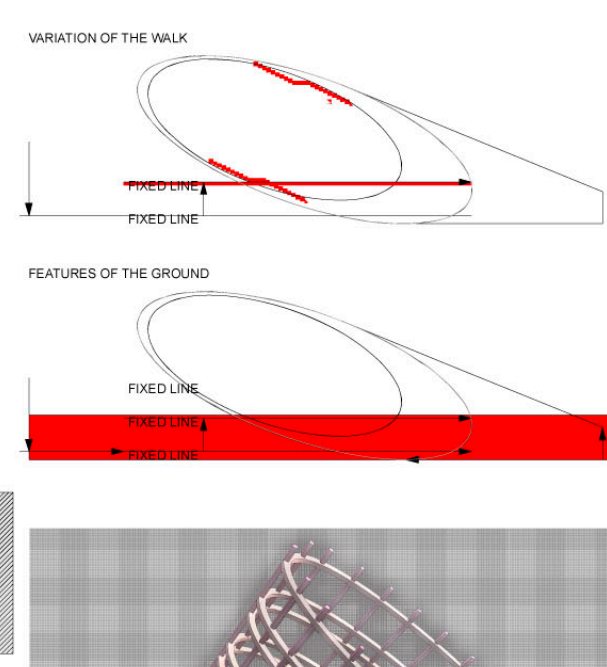 VARIATION OF THE WALK
FIXED LINE
FIXED LINE
FEATURES OF THE GROUND
FIXED LINE
FIXED LINE
FIXED LINE